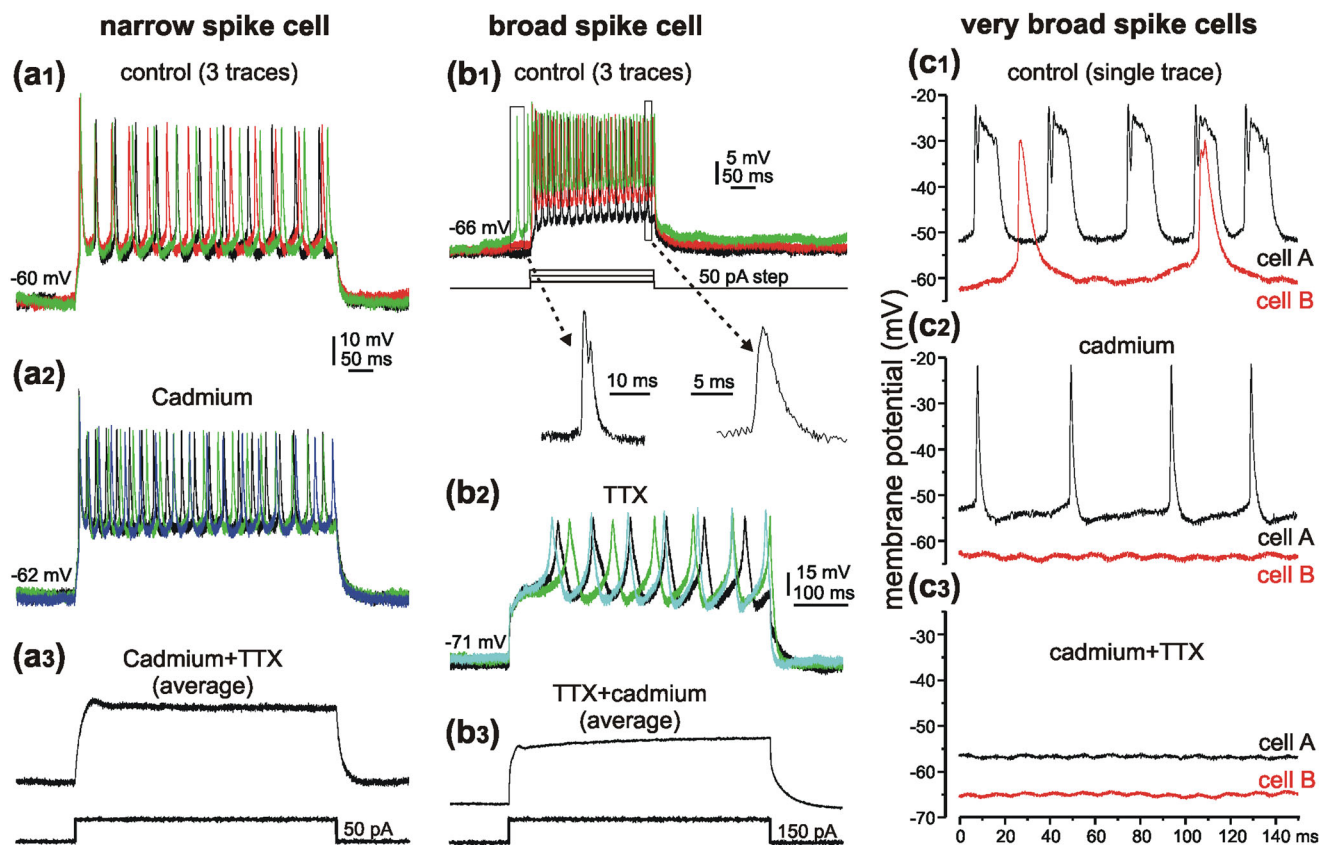 narrow spike cell
(a1) control (3 traces)
-60 mV
10 mV
50 ms
(a2)
Cadmium
-62 mV
(a3)
Cadmium+TTX
(average)
50 pA
broad spike cell
(b1) control (3 traces)
5 mV
50 ms
-66 mV
50 pA step
10 ms
5 ms
(b2)
TTX
15 mV
100 ms
-71 mV
TTX+cadmium
(average)
(b3)
150 pA
very broad spike cells
(c1)
control (single trace)
-20
-30
-40
-50
-60
cell A
cell B
membrane potential (mV)
(c2)
cadmium
-20
-30
-40
-50
-60
cell A
cell B
(c3)
cadmium+TTX
-30
-40
-50
-60
-70
cell A
cell B
0 20 40 60 80 100 120 140 ms